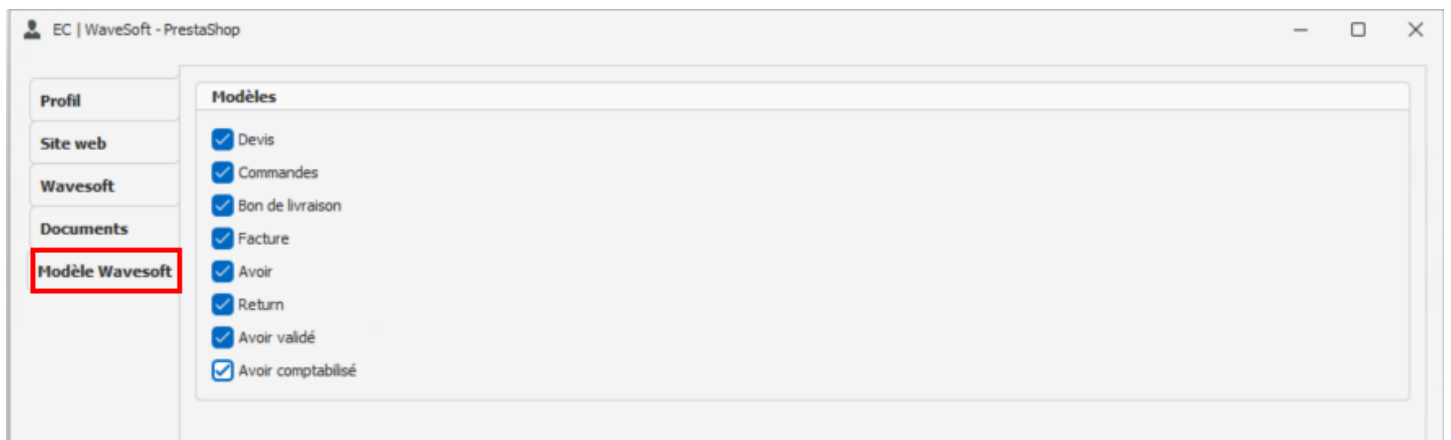 EC | WaveSoft - PrestaShop
Profil
Site web
Wavesoft
Documents
Modèle Wavesoft
Modèles
Devis
Commandes
Bon de livraison
Facture
Avoir
Return
Avoir validé
Avoir comptabilisé